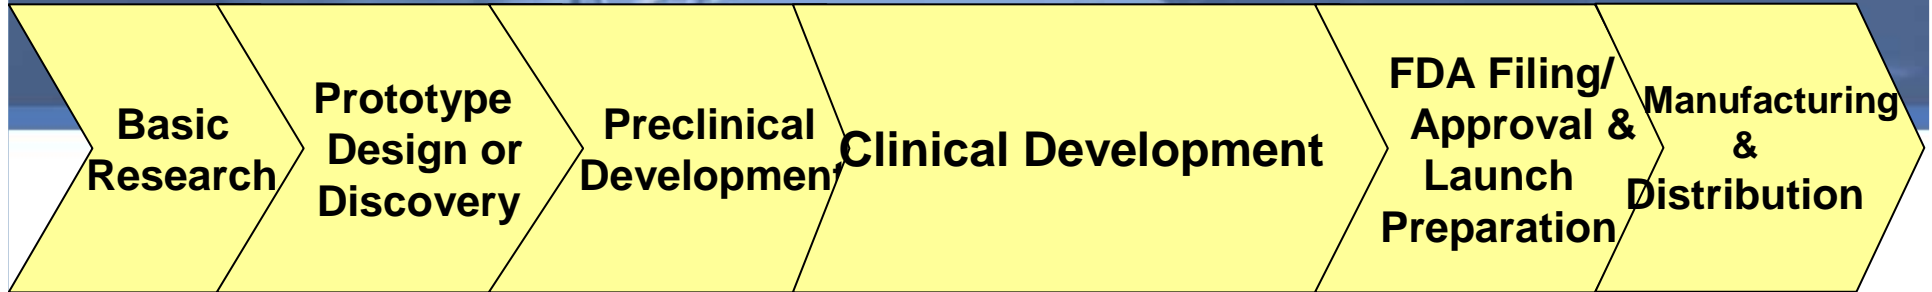 Basic
Research
Prototype
Design or
Discovery
Preclinical
Development
Clinical Development
FDA Filing/
Approval &
Launch
Preparation
Manufacturing
&
Distribution